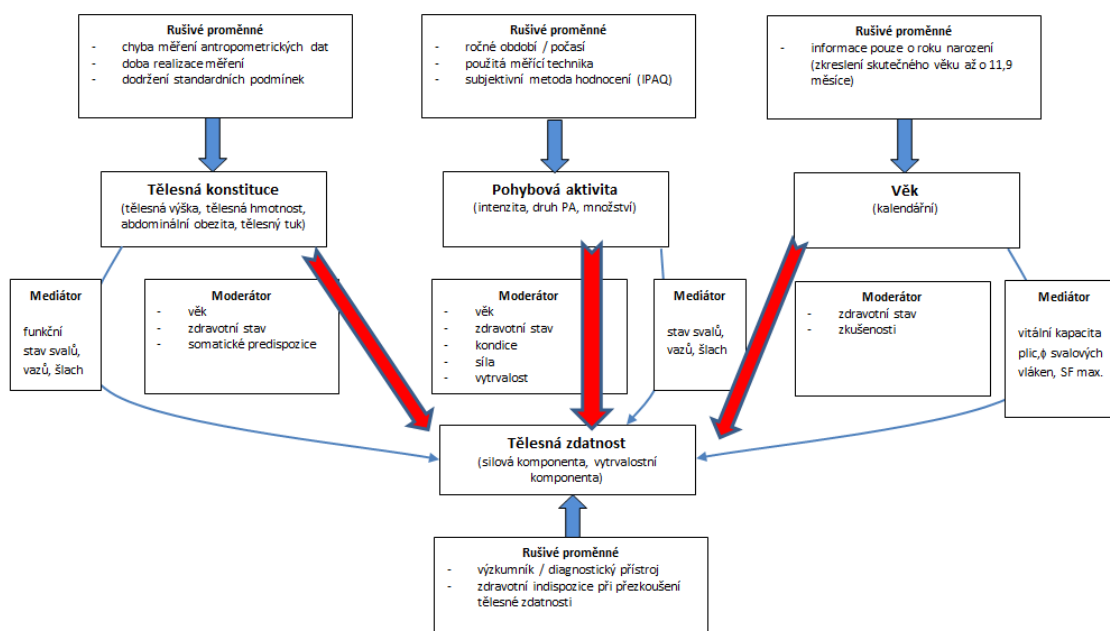 Rušivé proměnné
- chyba měření antropometrických dat
- doba realizace měření
- dodržení standardních podmínek
Rušivé proměnné
- ročné období / počasí
- použitá měřící technika
- subjektivní metoda hodnocení (IPAQ)
Rušivé proměnné
- informace pouze o roku narození
(zkreslení skutečného věku až o 11,9
měsíce)
Tělesná konstituce
(tělesná výška, tělesná hmotnost,
abdominální obezita, tělesný tuk)
Pohybová aktivita
(intenzita, druh PA, množství)
Věk
(kalendářní)
Mediátor
funkční
stav svalů,
vazů, šlach
Moderátor
- věk
- zdravotní stav
- somatické predispozice
Moderátor
- věk
- zdravotní stav
- kondice
- síla
- vytrvalost
Mediátor
stav svalů,
vazů, šlach
Moderátor
- zdravotní stav
- zkušenosti
Mediátor
vitální kapacita
plic,ϕ svalových
vláken, SF max.
Tělesná zdatnost
(silová komponenta, vytrvalostní
komponenta)
Rušivé proměnné
- výzkumník / diagnostický přístroj
- zdravotní indispozice při přezkoušení
tělesné zdatnosti